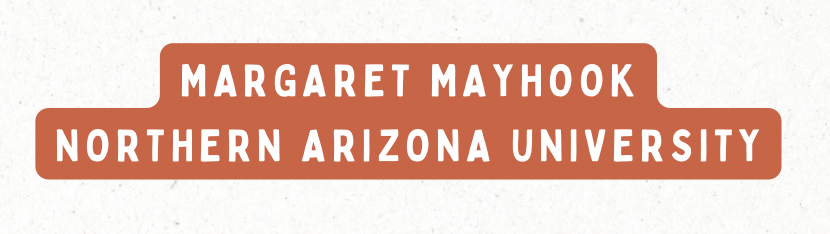 MARGARET MAYHOOK
NORTHERN ARIZONA UNIVERSITY